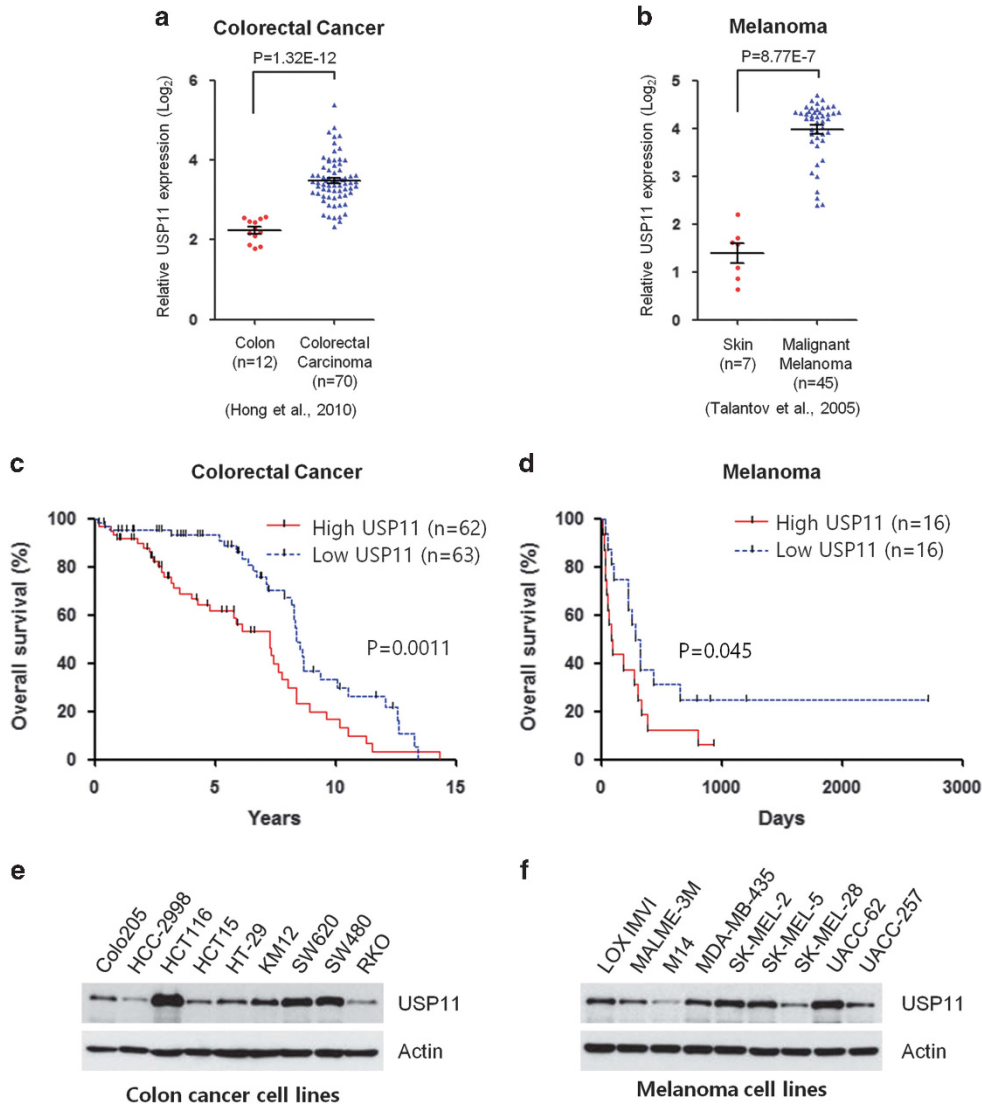 a
Colorectal Cancer
P=1.32E-12
Relative USP11 expression (Log2)
6
4
2
0
Colon
(n=12)
Colorectal
Carcinoma
(n=70)
(Hong et al., 2010)
b
Melanoma
P=8.77E-7
Relative USP11 expression (Log2)
5
4
3
2
1
0
Skin
(n=7)
Malignant
Melanoma
(n=45)
(Talantov et al., 2005)
c
Colorectal Cancer
Overall survival (%)
100
80
60
40
20
0
High USP11 (n=62)
Low USP11 (n=63)
P=0.0011
0 5 10 15
Years
d
Melanoma
Overall survival (%)
100
80
60
40
20
0
High USP11 (n=16)
Low USP11 (n=16)
P=0.045
0 1000 2000 3000
Days
e
Colo205
HCC-2998
HCT116
HCT15
HT-29
KM12
SW620
SW480
RKO
USP11
Actin
Colon cancer cell lines
f
LOX IMVI
MALME-3M
M14
MDA-MB-435
SK-MEL-2
SK-MEL-5
SK-MEL-28
UACC-62
UACC-257
USP11
Actin
Melanoma cell lines